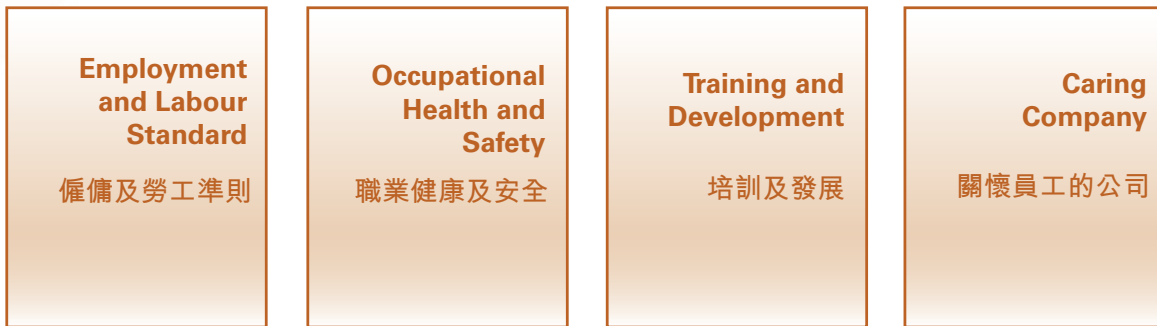 Employment
and Labour
Standard
僱傭及勞工準則
Occupational
Health and
Safety
職業健康及安全
Training and
Development
培訓及發展
Caring
Company
關懷員工的公司